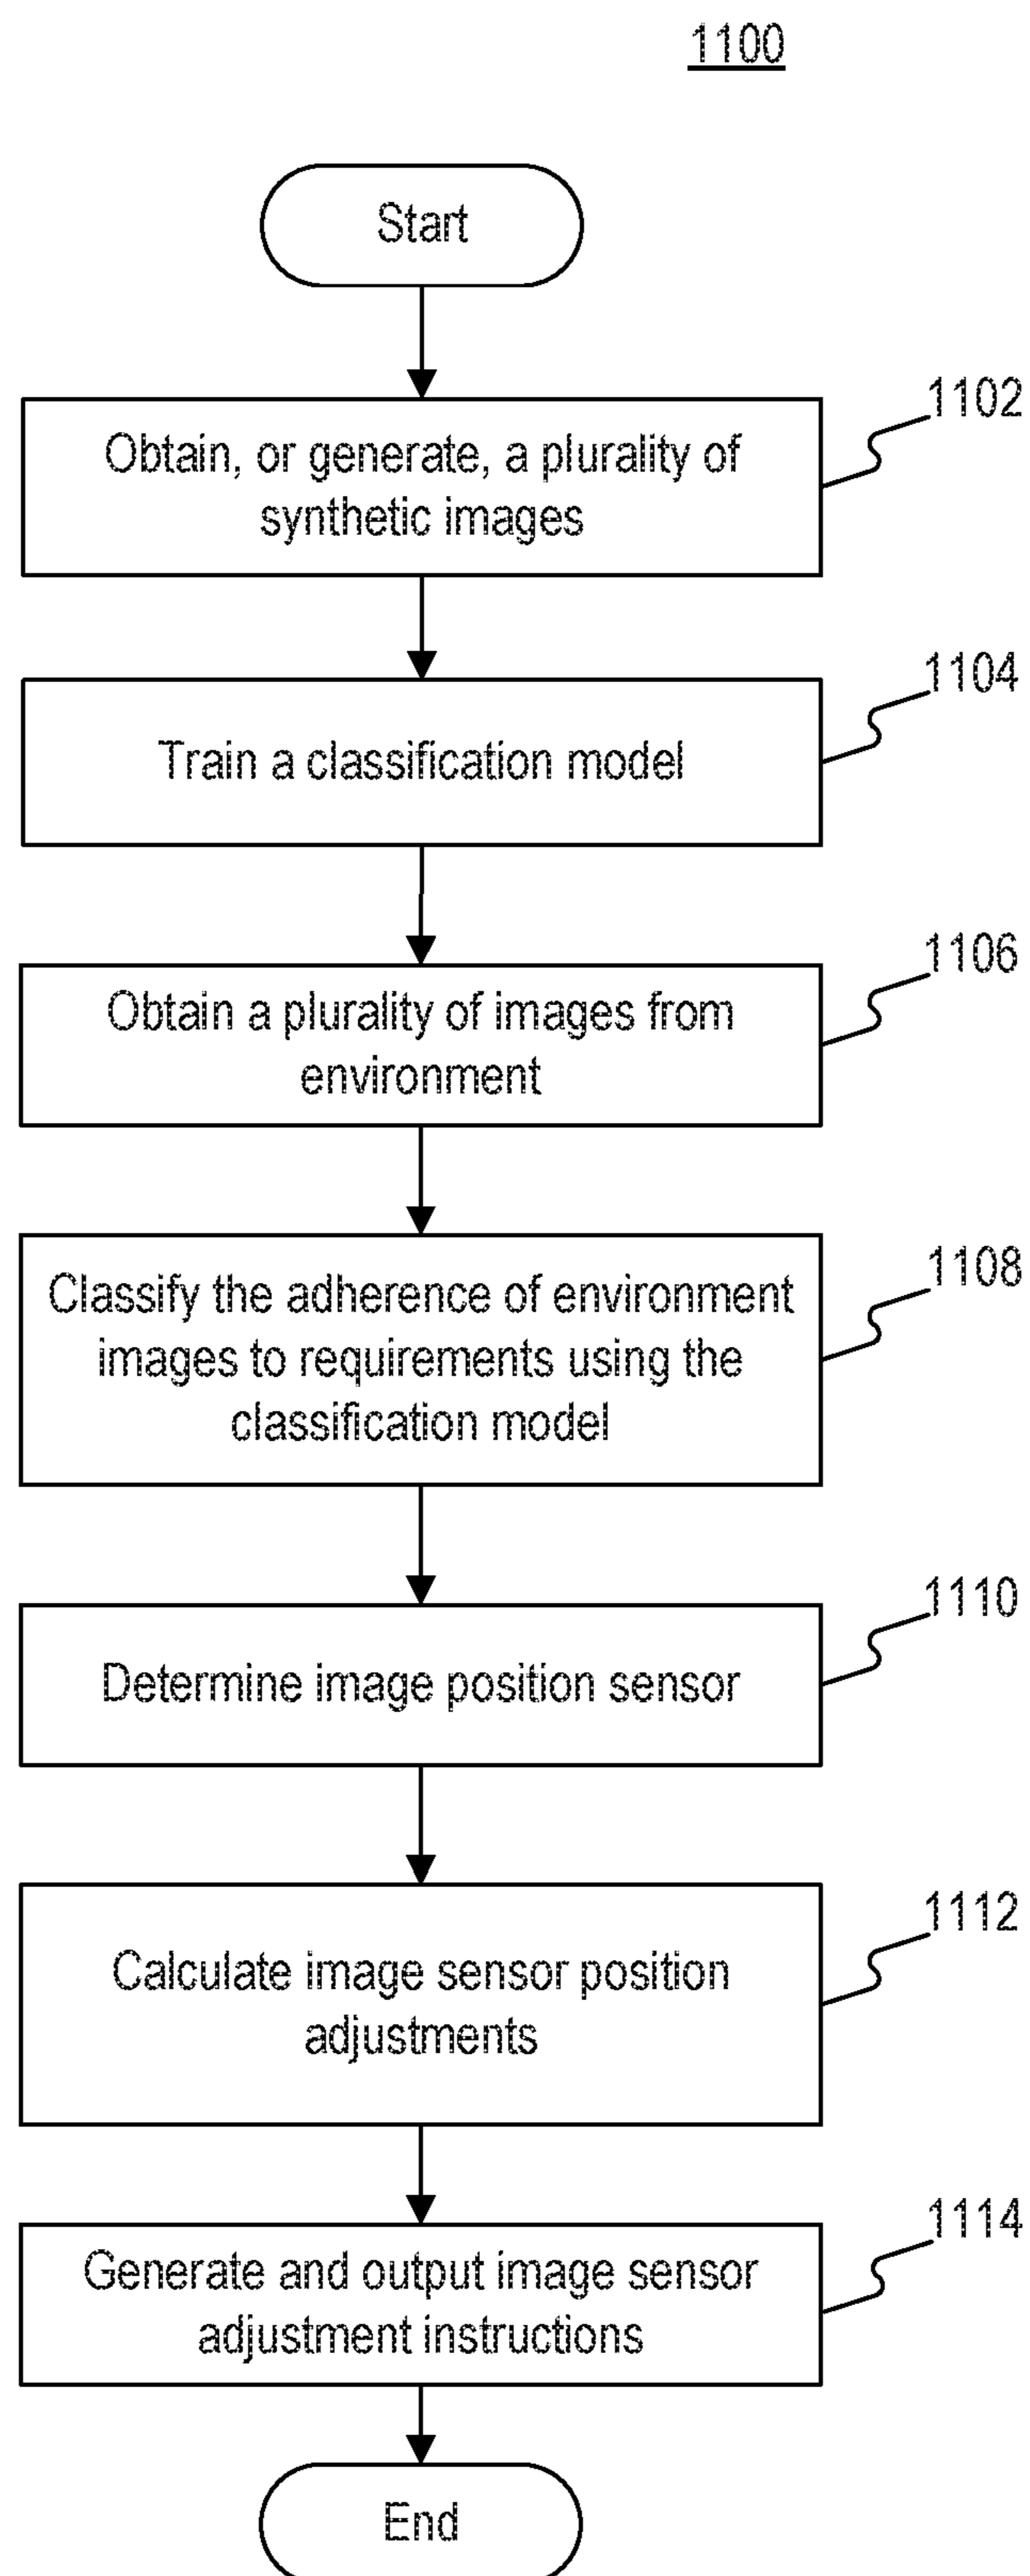 1100
Start
1102
Obtain, or generate, a plurality of
synthetic images
1104
Train a classification model
1106
Obtain a plurality of images from
environment
1108
Classify the adherence of environment
images to requirements using the
classification model
1110
Determine image position sensor
1112
Calculate image sensor position
adjustments
1114
Generate and output image sensor
adjustment instructions
End